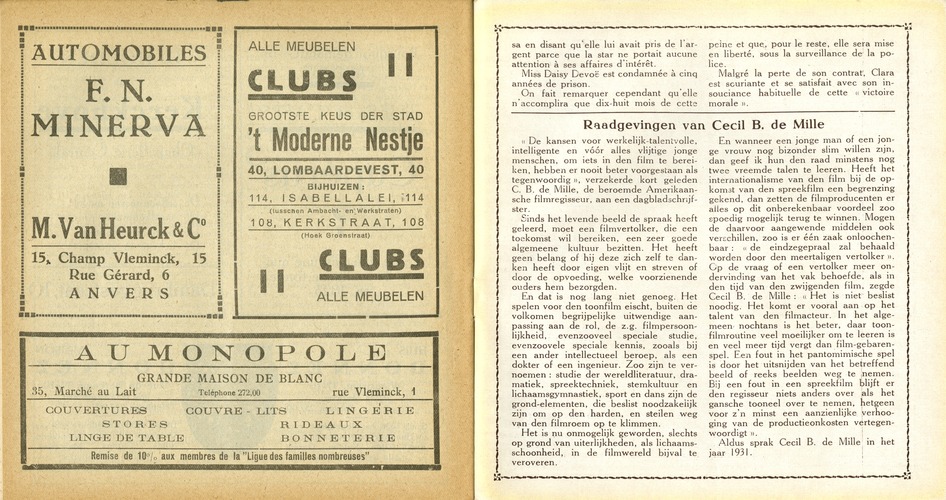 AUTOMOBILES
F. N.
MINERVA
M. Van Heurck & Cº
15, Champ Vleminck, 15
Rue Gérard, 6
ANVERS
ALLE MEUBELEN
CLUBS
GROOTSTE KEUS DER STAD
't Moderne Nestje
40, LOMBAARDEVEST, 40
BIJHUIZEN :
114, ISABELLALEI, 114
(tusschen Ambacht- en Werkstraten)
108, KERKSTRAAT, 108
(Hoek Groenstraat)
CLUBS
ALLE MEUBELEN
AU MONOPOLE
GRANDE MAISON DE BLANC
35, Marché au Lait Téléphone 272,00 rue Vleminck, 1
COUVERTURES COUVRE - LITS LINGERIE
STORES RIDEAUX
LINGE DE TABLE BONNETERIE
Remise de 10% aux membres de la "Ligue des familles nombreuses"
sa en disant qu'elle lui avait pris de l'ar-
gent parce que la star ne portait aucune
attention à ses affaires d'intérêt.
Miss Daisy Devoë est condamnée à cinq
années de prison.
On fait remarquer cependant qu'elle
n'accomplira que dix-huit mois de cette
peine et que, pour le reste, elle sera mise
en liberté, sous la surveillance de la po-
lice.
Malgré la perte de son contrat, Clara
est souriante et se satisfait avec son in-
souciance habituelle de cette « victoire
morale ».
Raadgevingen van Cecil B. de Mille
« De kansen voor werkelijk-talentvolle,
intelligente en vóór alles vlijtige jonge
menschen, om iets in den film te berei-
ken, hebben er nooit beter voorgestaan als
tegenwoordig », verzekerde kort geleden
C. B. de Mille, de beroemde Amerikaan-
sche filmregisseur, aan een dagbladschrijf-
ster.
Sinds het levende beeld de spraak heeft
geleerd, moet een filmvertolker, die een
toekomst wil bereiken, een zeer goede
algemeene kultuur bezitten. Het heeft
geen belang of hij deze zich zelf te dan-
ken heeft door eigen vlijt en streven of
door de opvoeding, welke voorziende
ouders hem bezorgden.
En dat is nog lang niet genoeg. Het
spelen voor den toonfilm eischt, buiten de
volkomen begrijpelijke uitwendige aan-
passing aan de rol, de z.g. filmpersoon-
lijkheid, evenzooveel speciale studie,
evenzooveele speciale kennis, zooals bij
een ander intellectueel beroep, als een
dokter of een ingenieur. Zoo zijn te ver-
noemen : studie der wereldliteratuur, dra-
matiek, spreektechniek, stemkultuur en
lichaamsgymnastiek, sport en dans zijn de
grond-elementen, die beslist noodzakelijk
zijn om op den harden, en steilen weg
van den filmroem op te klimmen.
Het is nu onmogelijk geworden, slechts
op grond van uiterlijkheden, als lichaams-
schoonheid, in de filmwereld bijval te
veroveren.
En wanneer een jonge man of een jon-
ge vrouw nog bizonder slim willen zijn,
dan geef ik hun den raad minstens nog
twee vreemde talen te leeren. Heeft het
internationalisme van den film bij de op-
komst van den spreekfilm een begrenzing
gekend, dan zetten de filmproducenten er
alles op dit onberekenbaar voordeel zoo
spoedig mogelijk terug te winnen. Mogen
de daarvoor aangewende middelen ook
verschillen, zoo is er één zaak onloochen-
baar : « de eindzegepraal zal behaald
worden door den meertaligen vertolker ».
Op de vraag of een vertolker meer on-
dervinding van het vak behoefde, als in
den tijd van den zwijgenden film, zegde
Cecil B. de Mille : « Het is niet beslist
noodig. Het komt er vooral aan op het
talent van den filmacteur. In het alge-
meen nochtans is het beter, daar toon-
filmroutine veel moeilijker om te leeren is
en veel meer tijd vergt dan film-gebaren-
spel. Een fout in het pantomimische spel
is door het uitsnijden van het betreffend
beeld of reeks beelden weg te nemen.
Bij een fout in een spreekfilm blijft er
den regisseur niets anders over als het
gansche tooneel over te nemen, hetgeen
voor z'n minst een aanzienlijke verhoo-
ging van de productieonkosten vertegen-
woordigt ».
Aldus sprak Cecil B. de Mille in het
jaar 1931.